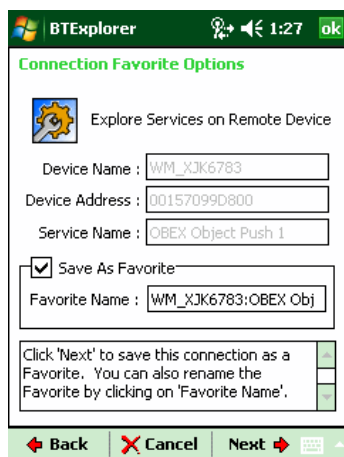 BTExplorer 1:27 ok
Connection Favorite Options
Explore Services on Remote Device
Device Name : WM_XJK6783
Device Address : 00157099D800
Service Name : OBEX Object Push 1
Save As Favorite
Favorite Name : WM_XJK6783:OBEX Obj
Click 'Next' to save this connection as a
Favorite. You can also rename the
Favorite by clicking on 'Favorite Name'.
Back Cancel Next